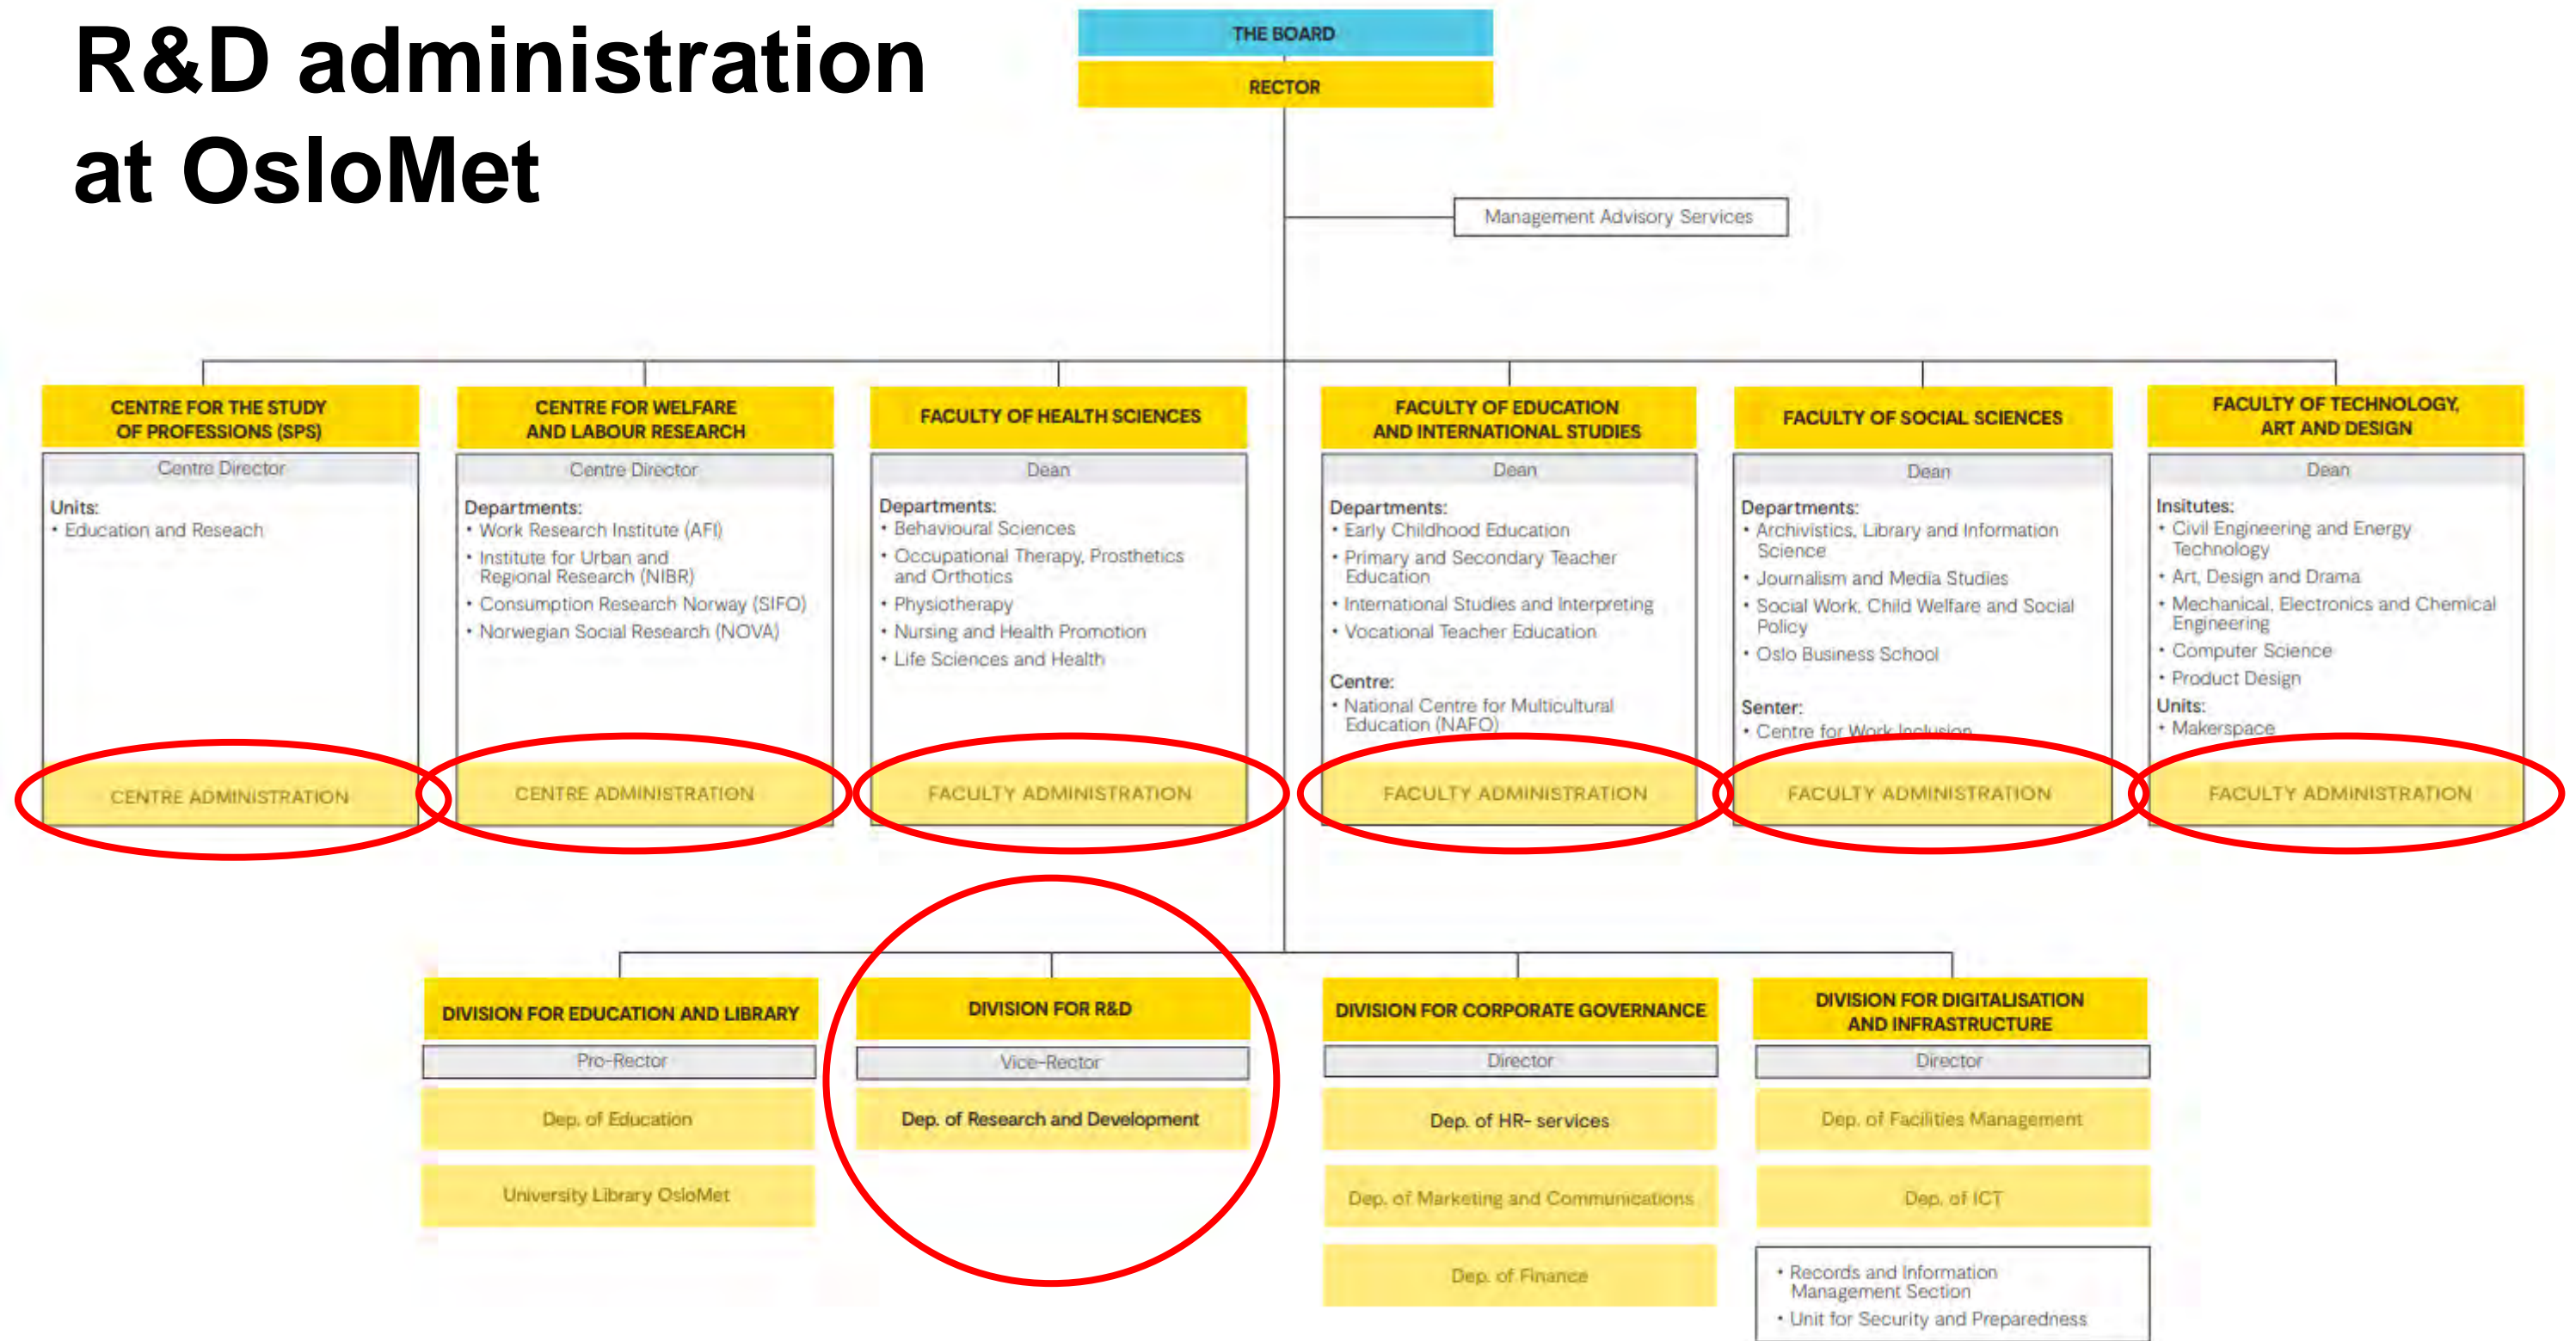 R&D administration
at OsloMet
THE BOARD
RECTOR
Management Advisory Services
CENTRE FOR THE STUDY
OF PROFESSIONS (SPS)
Centre Director
Units:
• Education and Reseach
CENTRE ADMINISTRATION
CENTRE FOR WELFARE
AND LABOUR RESEARCH
Centre Director
Departments:
• Work Research Institute (AFI)
• Institute for Urban and
Regional Research (NIBR)
• Consumption Research Norway (SIFO)
• Norwegian Social Research (NOVA)
CENTRE ADMINISTRATION
FACULTY OF HEALTH SCIENCES
Dean
Departments:
• Behavioural Sciences
• Occupational Therapy, Prosthetics
and Orthotics
• Physiotherapy
• Nursing and Health Promotion
• Life Sciences and Health
FACULTY ADMINISTRATION
FACULTY OF EDUCATION
AND INTERNATIONAL STUDIES
Dean
Departments:
• Early Childhood Education
• Primary and Secondary Teacher
Education
• International Studies and Interpreting
• Vocational Teacher Education
Centre:
• National Centre for Multicultural
Education (NAFO)
FACULTY ADMINISTRATION
FACULTY OF SOCIAL SCIENCES
Dean
Departments:
• Archivistics, Library and Information
Science
• Journalism and Media Studies
• Social Work, Child Welfare and Social
Policy
• Oslo Business School
Senter:
• Centre for Work Inclusion
FACULTY ADMINISTRATION
FACULTY OF TECHNOLOGY,
ART AND DESIGN
Dean
Insitutes:
• Civil Engineering and Energy
Technology
• Art, Design and Drama
• Mechanical, Electronics and Chemical
Engineering
• Computer Science
• Product Design
Units:
• Makerspace
FACULTY ADMINISTRATION
DIVISION FOR EDUCATION AND LIBRARY
Pro-Rector
Dep. of Education
University Library OsloMet
DIVISION FOR R&D
Vice-Rector
Dep. of Research and Development
DIVISION FOR CORPORATE GOVERNANCE
Director
Dep. of HR- services
Dep. of Marketing and Communications
Dep. of Finance
DIVISION FOR DIGITALISATION
AND INFRASTRUCTURE
Director
Dep. of Facilities Management
Dep. of ICT
• Records and Information
Management Section
• Unit for Security and Preparedness